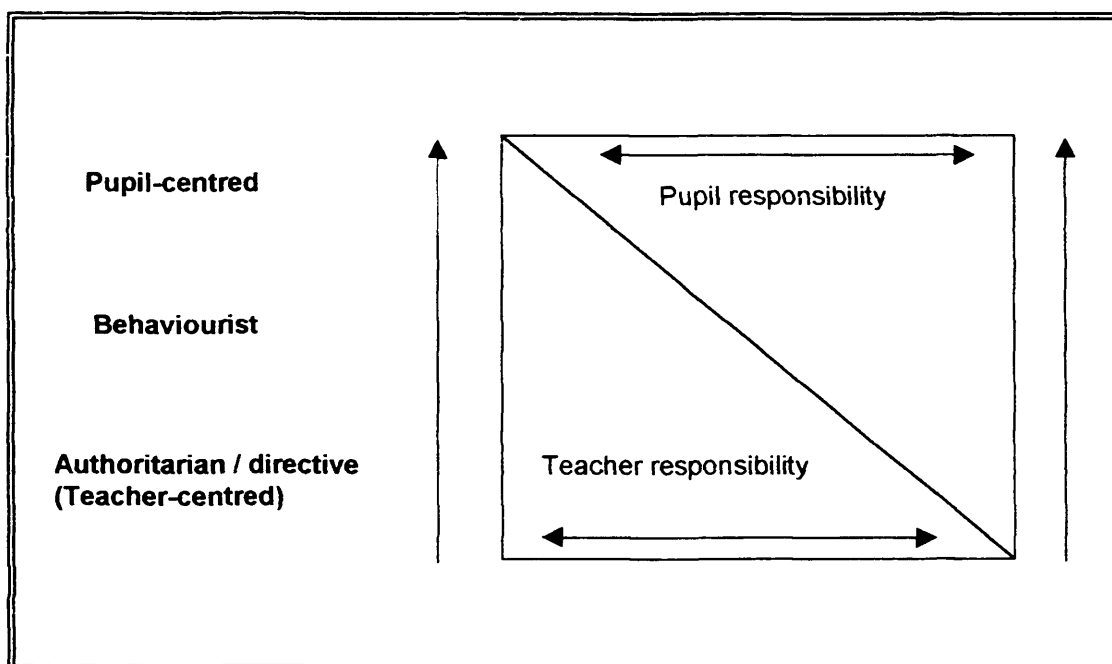 Pupil-centred
Pupil responsibility
Behaviourist
Authoritarian / directive
(Teacher-centred)
Teacher responsibility